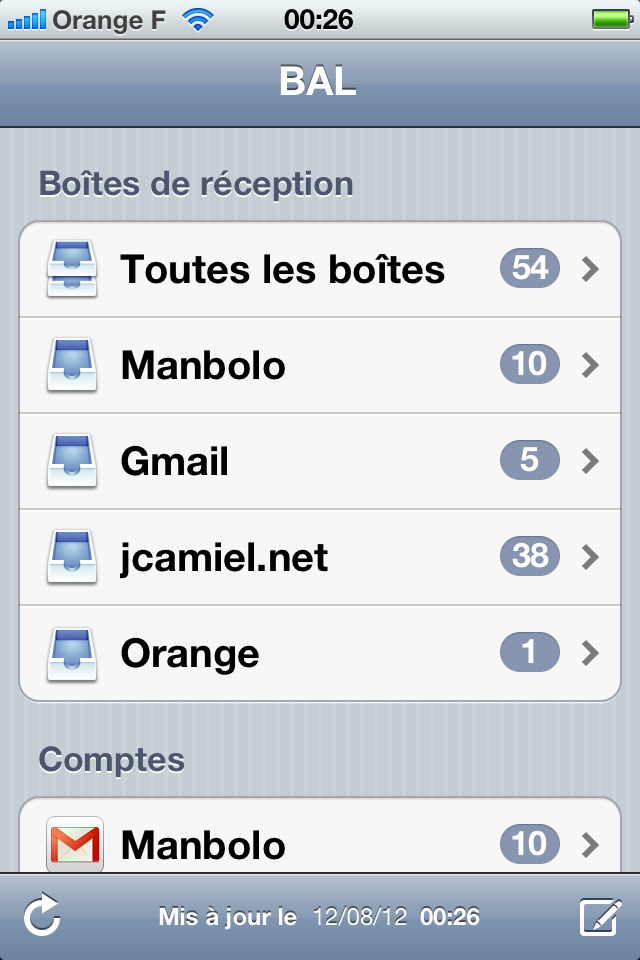 Orange F 00:26
BAL
Boîtes de réception
Toutes les boîtes 54
Manbolo 10
Gmail 5
jcamiel.net 38
Orange 1
Comptes
Manbolo 10
Mis à jour le 12/08/12 00:26